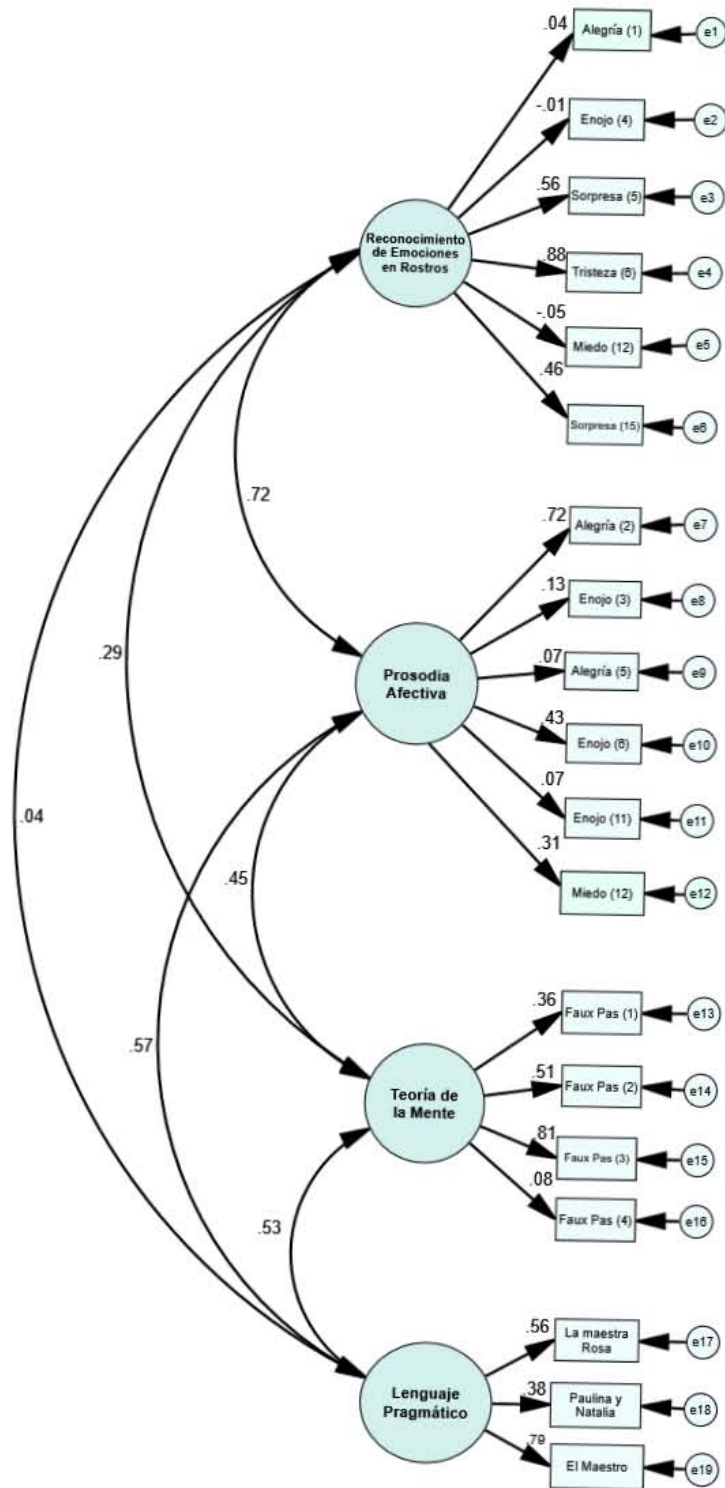 .04
Alegría (1)
e1
-.01
Enojo (4)
e2
.56
Sorpresa (5)
e3
Reconocimiento
de Emociones
en Rostros
.88
Tristeza (6)
e4
-.05
Miedo (12)
e5
.46
Sorpresa (15)
e6
.72
.72
Alegría (2)
e7
.13
Enojo (3)
e8
.29
.07
Alegría (5)
e9
Prosodia
Afectiva
.43
Enojo (6)
e10
.07
Enojo (11)
e11
.04
.31
Miedo (12)
e12
.45
.36
Faux Pas (1)
e13
.57
.51
Faux Pas (2)
e14
Teoría de
la Mente
.81
Faux Pas (3)
e15
.08
Faux Pas (4)
e16
.53
.56
La maestra
Rosa
e17
Lenguaje
Pragmático
.38
Paulina y
Natalia
e18
.79
El Maestro
e19